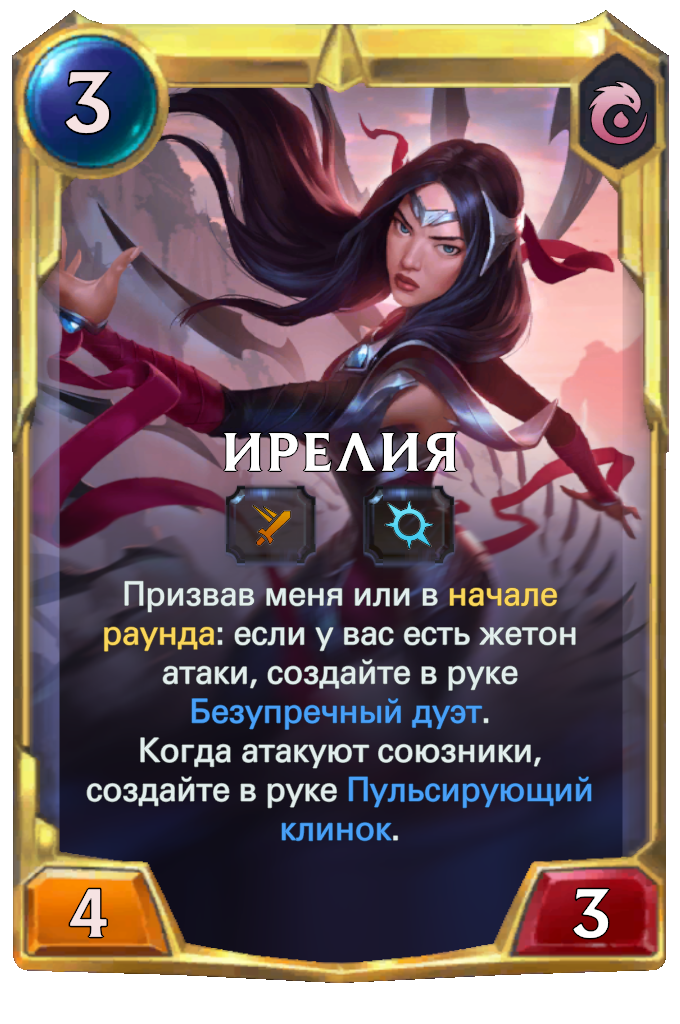 3
ИРЕЛИЯ
Призвав меня или в начале
раунда: если у вас есть жетон
атаки, создайте в руке
Безупречный дуэт.
Когда атакуют союзники,
создайте в руке Пульсирующий
клинок.
4
3